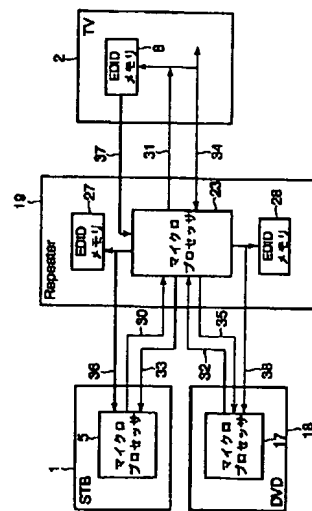 1
STB
5
マイクロ
プロセッサ
36
30
33
19
Repeater
27
EDID
メモリ
マイクロ
プロセッサ
23
28
EDID
メモリ
32
35
38
DVD
マイクロ
プロセッサ
17
18
2
TV
EDID
メモリ
8
37
31
34